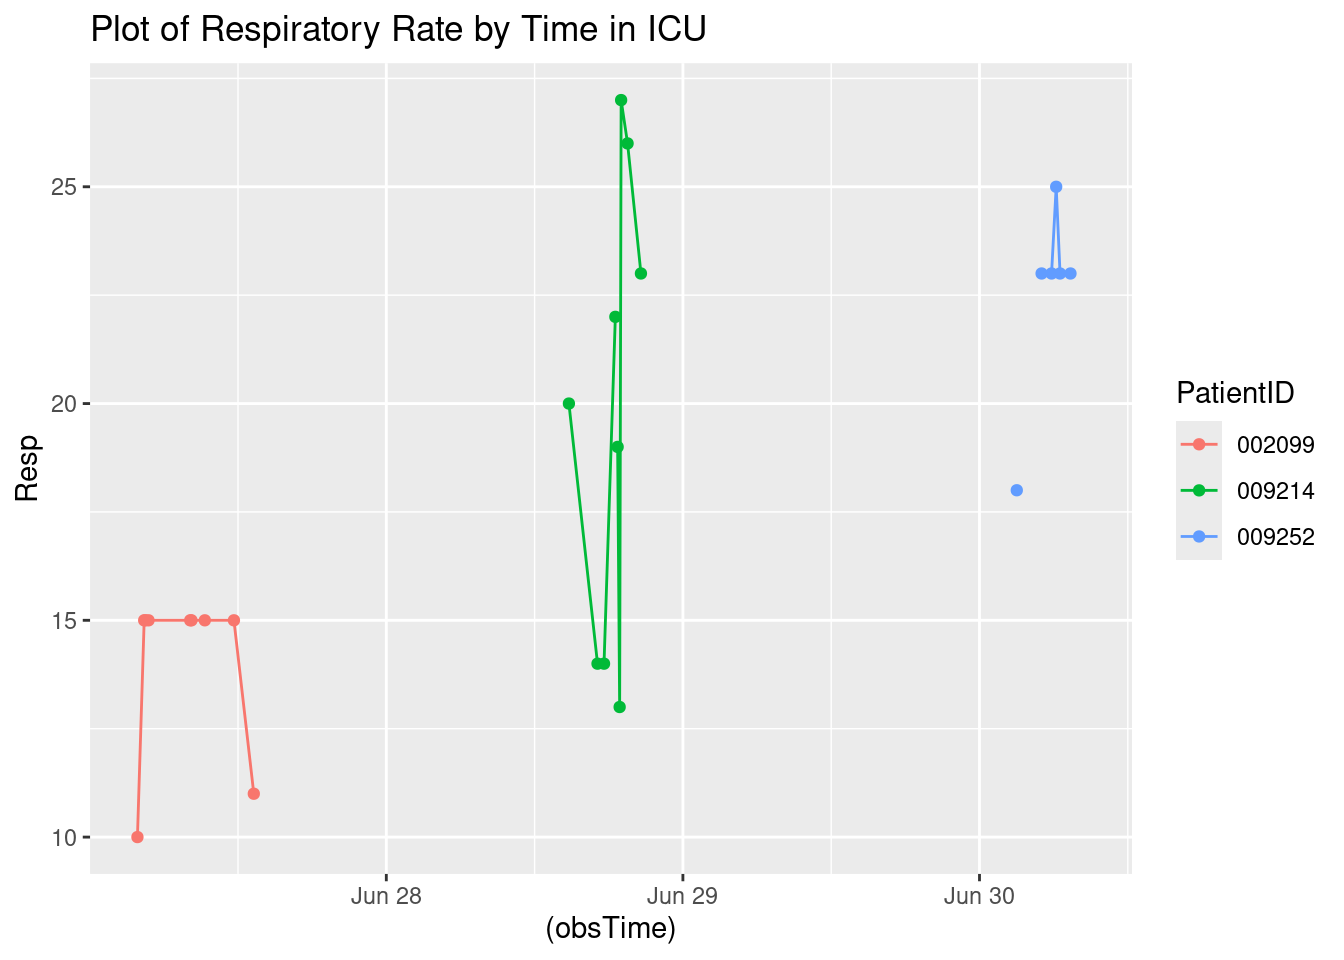 Plot of Respiratory Rate by Time in ICU
25
20
15
10
Resp
Jun 28
Jun 29
Jun 30
(obsTime)
PatientID
002099
009214
009252